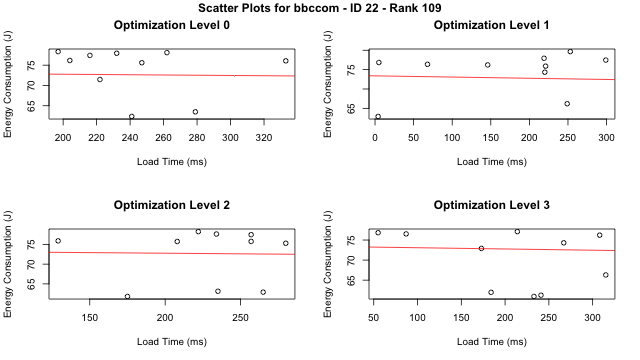 Scatter Plots for bbccom - ID 22 - Rank 109
Optimization Level 0
Energy Consumption (J)
65 70 75
200 220 240 260 280 300 320
Load Time (ms)
Optimization Level 1
Energy Consumption (J)
65 75
0 50 100 150 200 250 300
Load Time (ms)
Optimization Level 2
Energy Consumption (J)
65 70 75
150 200 250
Load Time (ms)
Optimization Level 3
Energy Consumption (J)
65 70 75
50 100 150 200 250 300
Load Time (ms)